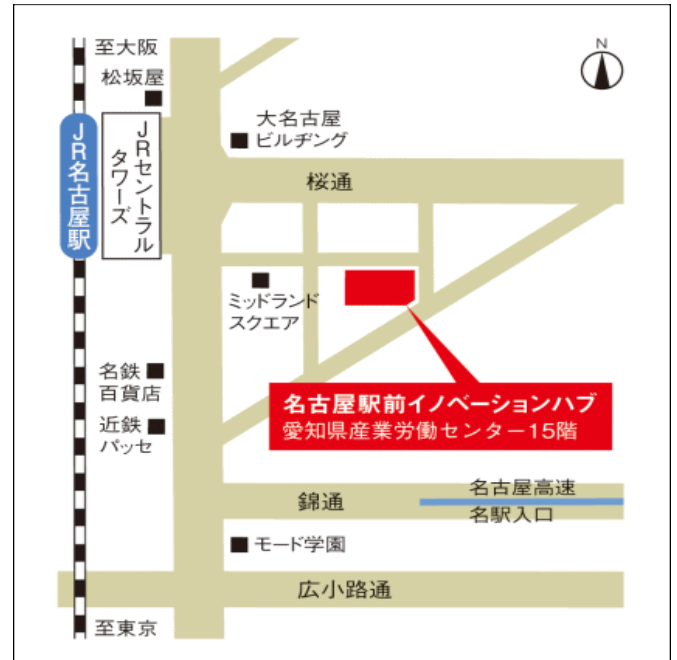 至大阪
松坂屋
N
大名古屋
ビルヂング
JR名古屋駅
JRセントラル
タワーズ
桜通
ミッドランド
スクエア
名鉄
百貨店
近鉄
パッセ
名古屋駅前イノベーションハブ
愛知県産業労働センター15階
錦通
名古屋高速
名駅入口
モード学園
広小路通
至東京